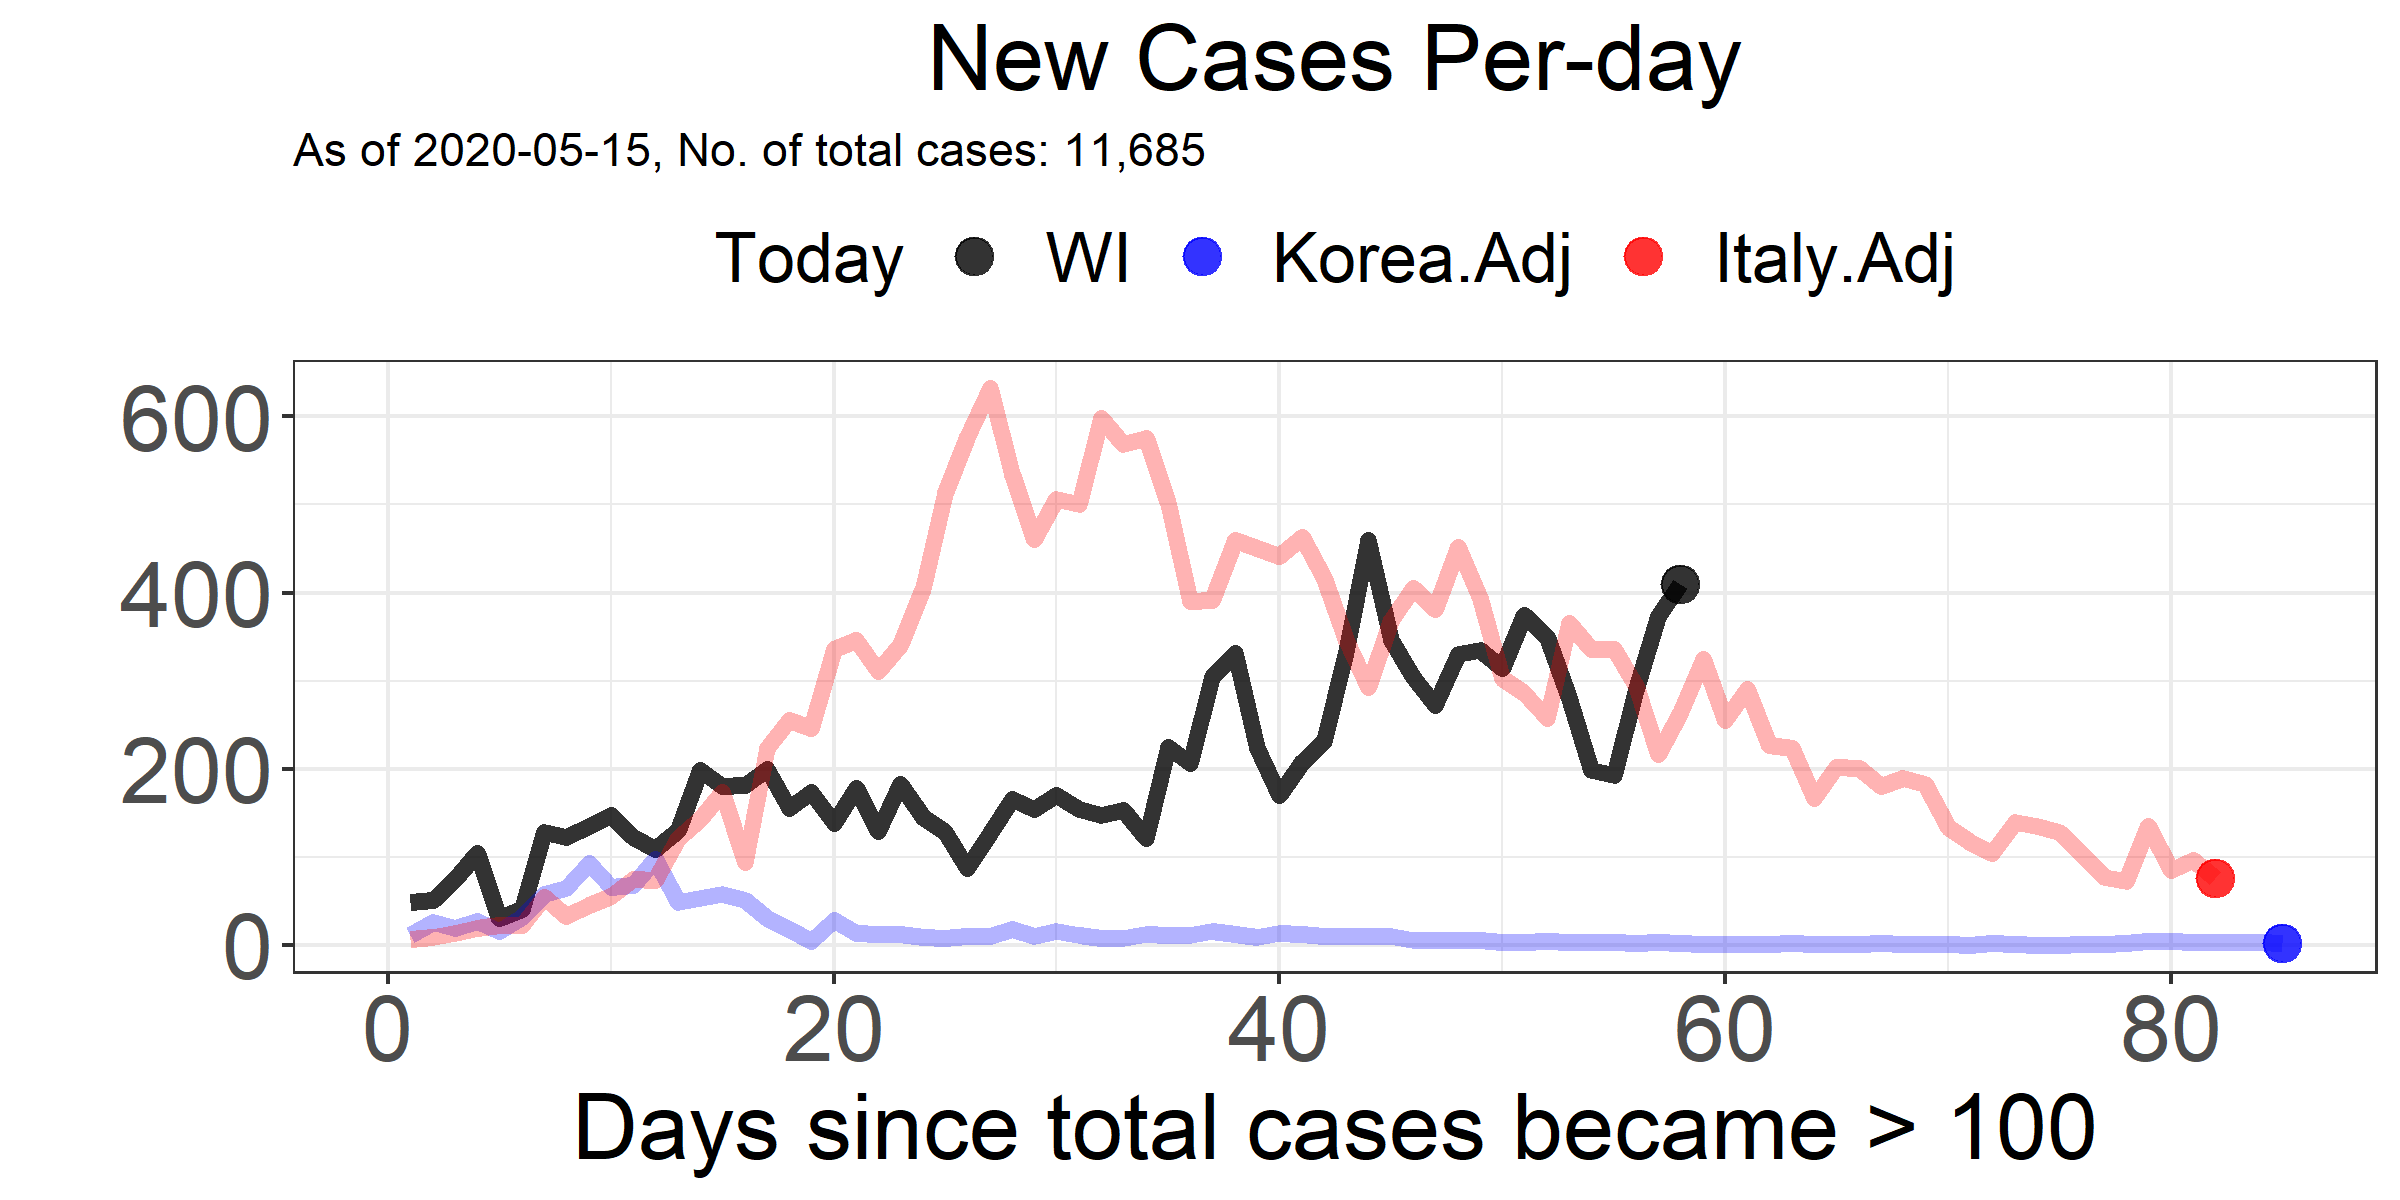 New Cases Per-day
As of 2020-05-15, No. of total cases: 11,685
Today WI Korea.Adj Italy.Adj
600
400
200
0
0 20 40 60 80
Days since total cases became > 100